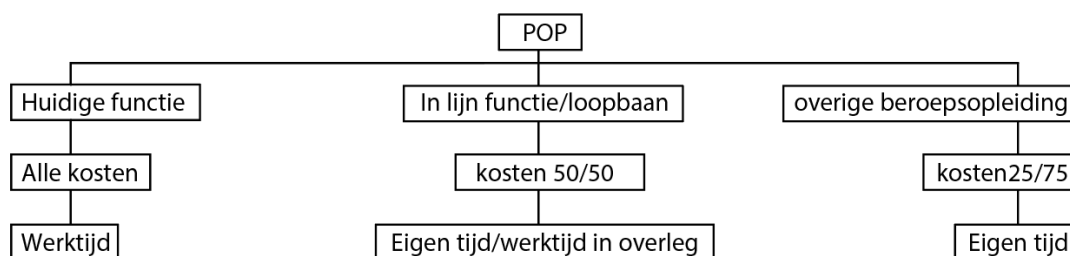 POP
Huidige functie
In lijn functie/loopbaan
overige beroepsopleiding
Alle kosten
kosten 50/50
kosten25/75
Werktijd
Eigen tijd/werktijd in overleg
Eigen tijd